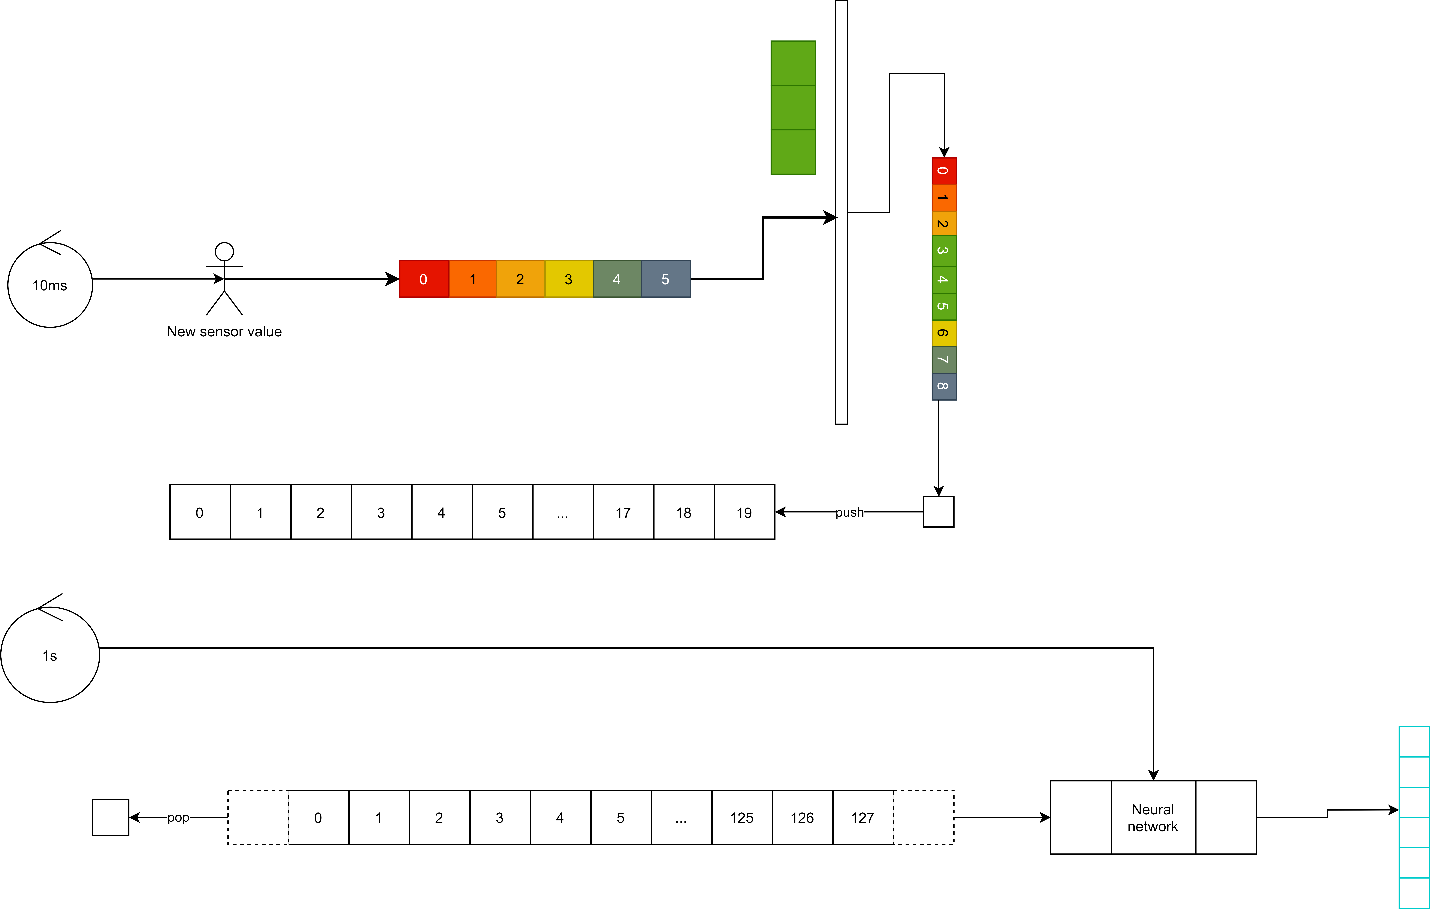 10ms
New sensor value
0 1 2 3 4 5
0
1
2
3
4
5
6
7
8
0 1 2 3 4 5 ... 17 18 19
push
1s
pop
0 1 2 3 4 5 ... 125 126 127
Neural
network